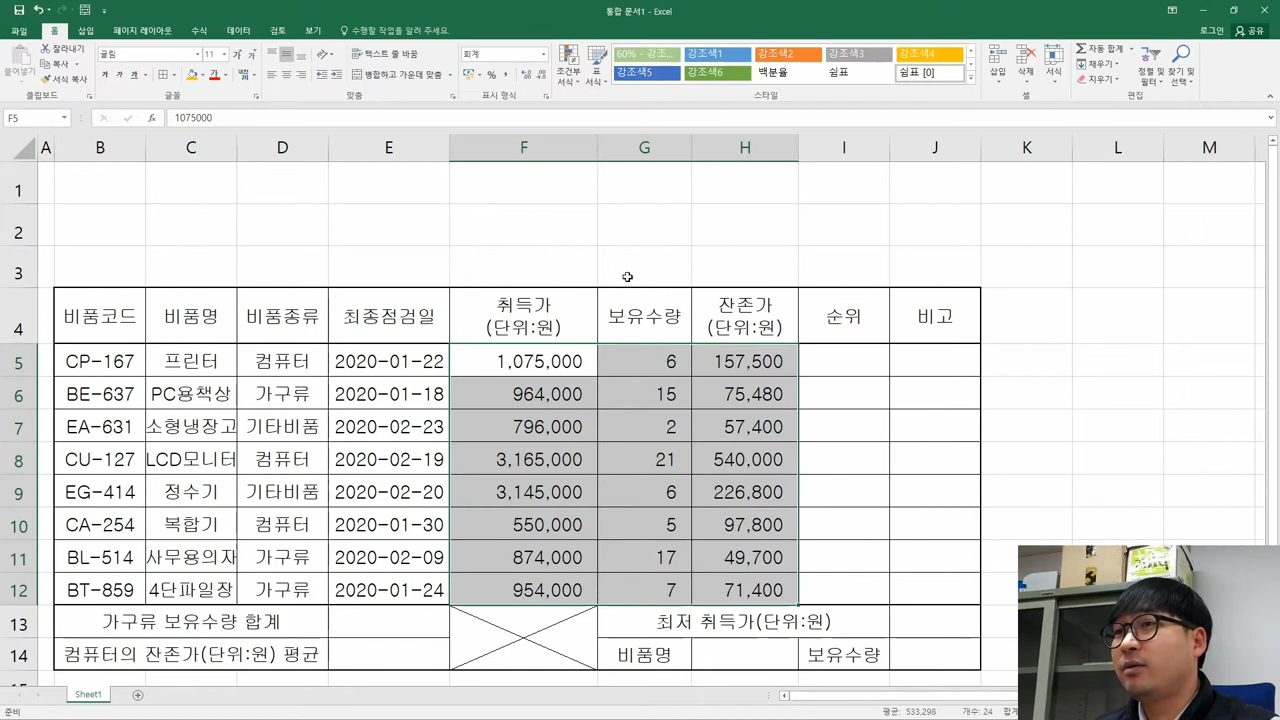 통합 문서1 - Excel
파일 홈 삽입 페이지 레이아웃 수식 데이터 검토 보기 수행할 작업을 알려 주세요. 로그인 공유
잘라내기 굴림 11 텍스트 줄 바꿈 회계 60% - 강조... 강조색1 강조색2 강조색3 강조색4 자동 합계
붙여넣기 복사 조건부 서식 표 서식 삽입 삭제 서식 채우기 정렬 및 필터 찾기 및 선택
서식 복사 가 가 가 병합하고 가운데 맞춤 % , 강조색5 강조색6 백분율 쉼표 쉼표 [0] 지우기
클립보드 글꼴 맞춤 표시 형식 스타일 셀 편집
F5 fx 1075000
A B C D E F G H I J K L M
1
2
3
4 비품코드 비품명 비품종류 최종점검일 취득가 (단위:원) 보유수량 잔존가 (단위:원) 순위 비고
5 CP-167 프린터 컴퓨터 2020-01-22 1,075,000 6 157,500
6 BE-637 PC용책상 가구류 2020-01-18 964,000 15 75,480
7 EA-631 소형냉장고 기타비품 2020-02-23 796,000 2 57,400
8 CU-127 LCD모니터 컴퓨터 2020-02-19 3,165,000 21 540,000
9 EG-414 정수기 기타비품 2020-02-20 3,145,000 6 226,800
10 CA-254 복합기 컴퓨터 2020-01-30 550,000 5 97,800
11 BL-514 사무용의자 가구류 2020-02-09 874,000 17 49,700
12 BT-859 4단파일장 가구류 2020-01-24 954,000 7 71,400
13 가구류 보유수량 합계 최저 취득가(단위:원)
14 컴퓨터의 잔존가(단위:원) 평균 비품명 보유수량
Sheet1
준비 평균: 533,298 개수: 24